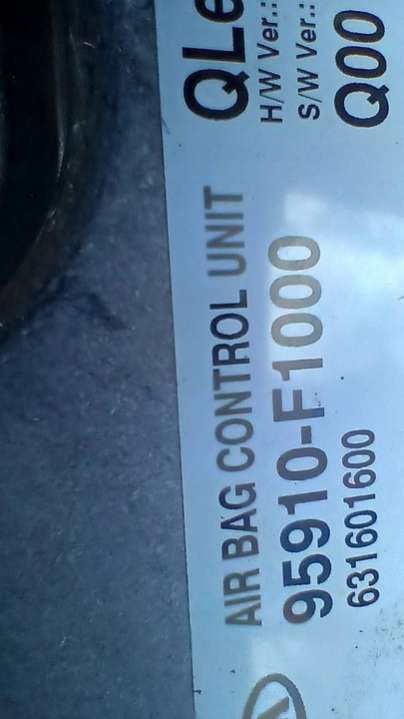 AIR BAG CONTROL UNIT
95910-F1000
631601600
QLe
H/W Ver.:
S/W Ver.:
Q00